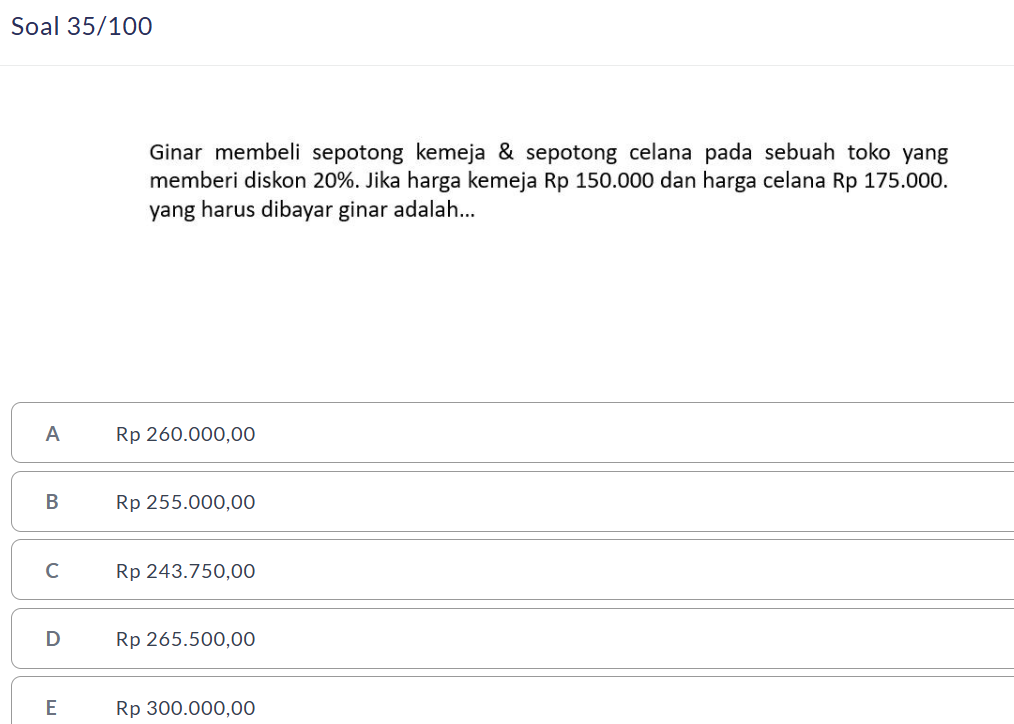 Soal 35/100
Ginar membeli sepotong kemeja & sepotong celana pada sebuah toko yang
memberi diskon 20%. Jika harga kemeja Rp 150.000 dan harga celana Rp 175.000.
yang harus dibayar ginar adalah...
A Rp 260.000,00
B Rp 255.000,00
C Rp 243.750,00
D Rp 265.500,00
E Rp 300.000,00